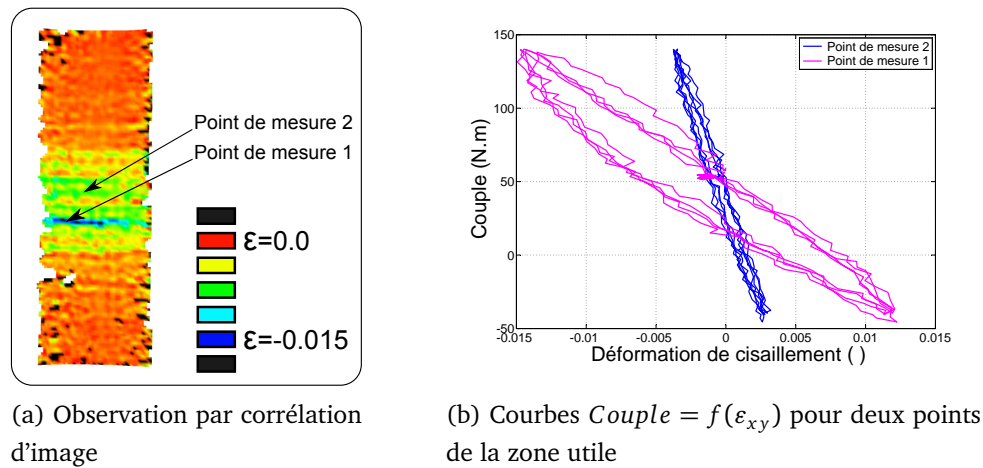 Point de mesure 2
Point de mesure 1
ε=0.0
ε=-0.015
(a) Observation par corrélation
d'image
Point de mesure 2
Point de mesure 1
150
100
50
0
-50
-0.015
-0.01
-0.005
0
0.005
0.01
0.015
Couple (N.m)
Déformation de cisaillement ( )
(b) Courbes Couple = f(εxy) pour deux points
de la zone utile